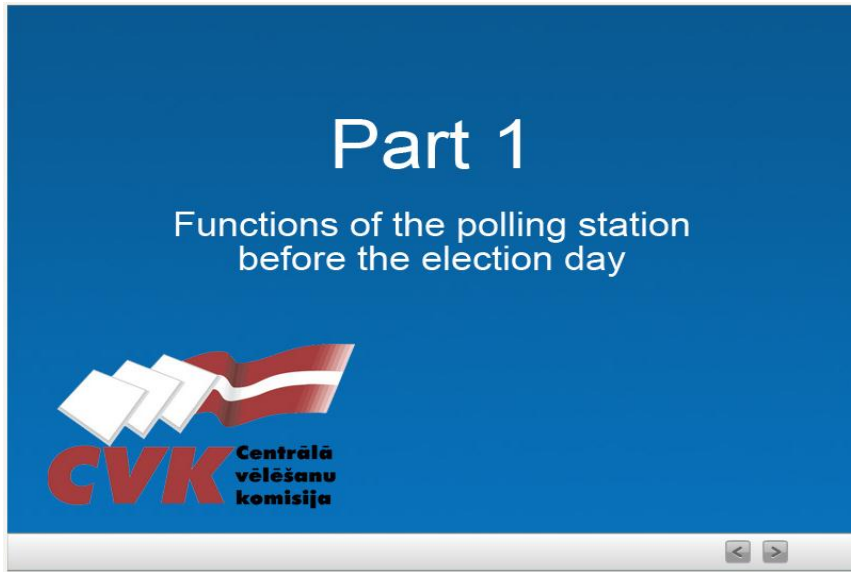 Part 1
Functions of the polling station
before the election day
CVK
Centrālā
vēlēšanu
komisija